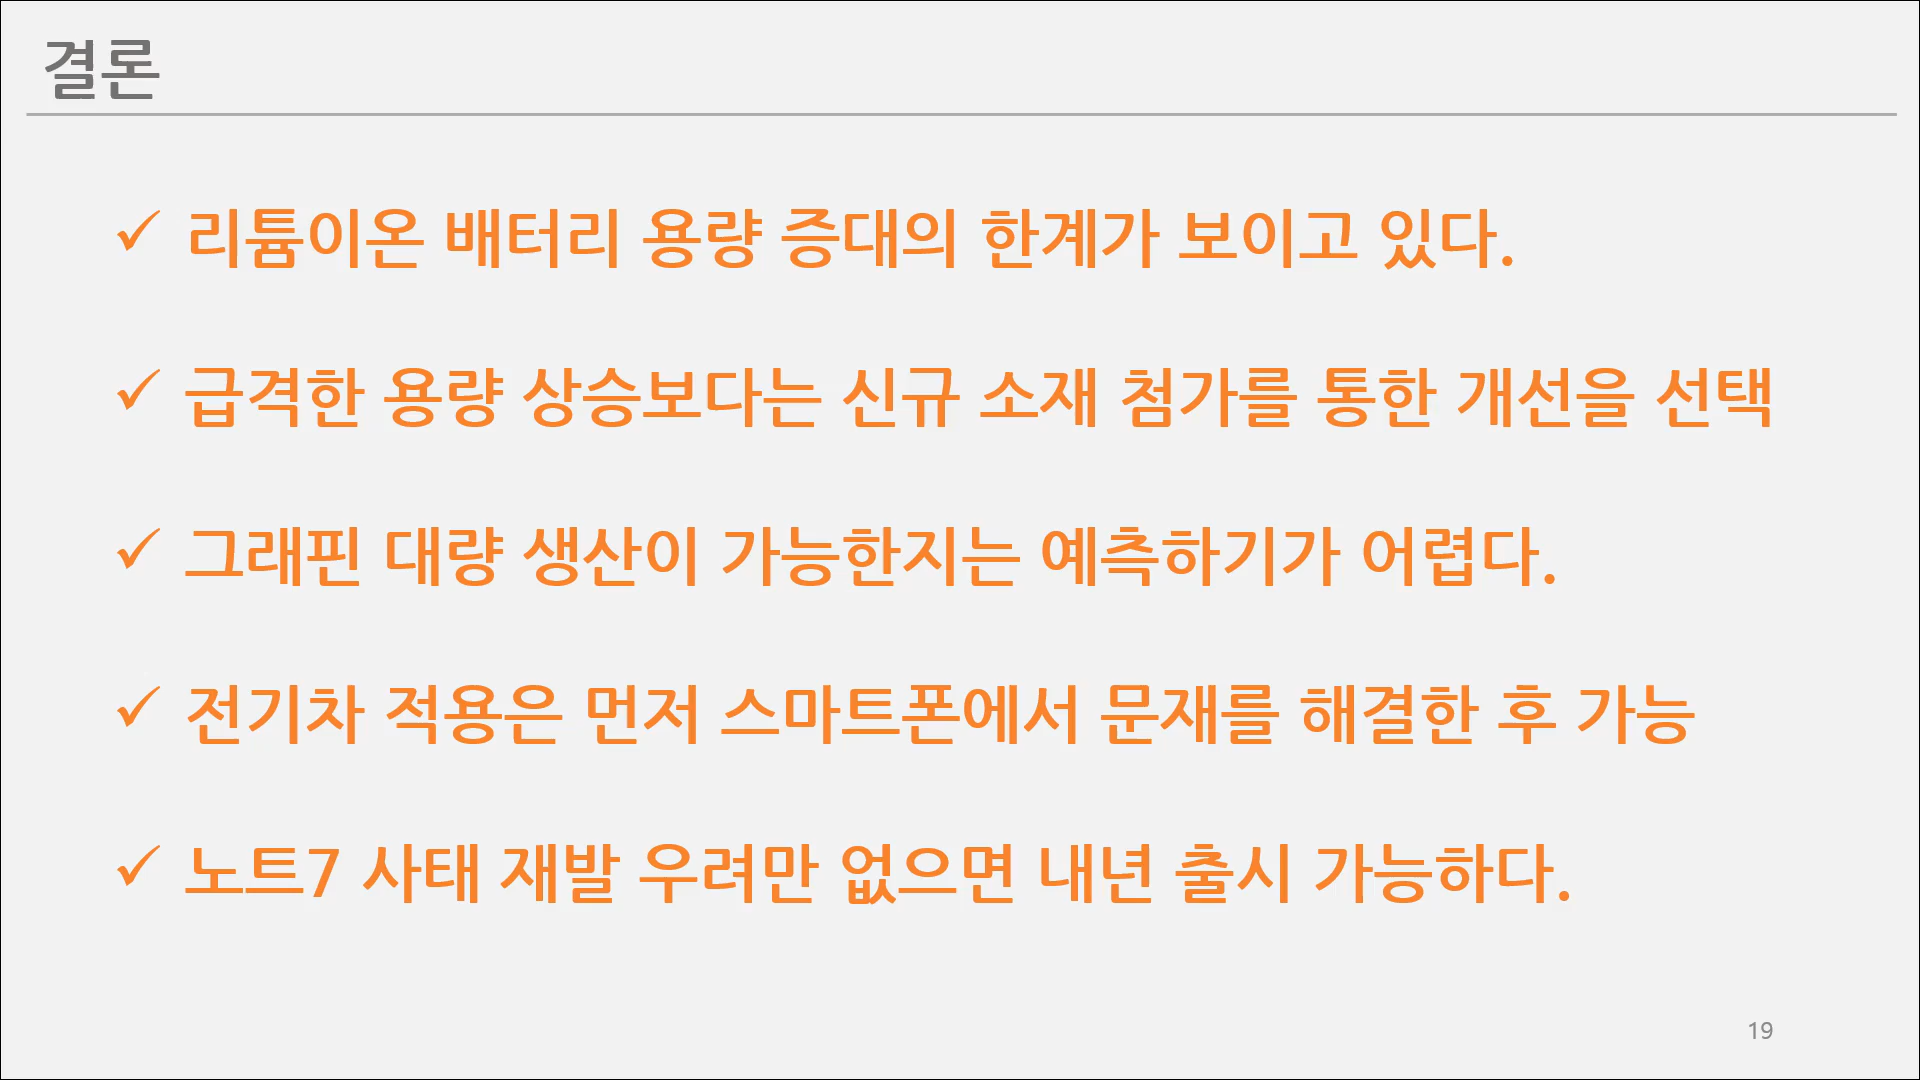 결론
✓ 리튬이온 배터리 용량 증대의 한계가 보이고 있다.
✓ 급격한 용량 상승보다는 신규 소재 첨가를 통한 개선을 선택
✓ 그래핀 대량 생산이 가능한지는 예측하기가 어렵다.
✓ 전기차 적용은 먼저 스마트폰에서 문재를 해결한 후 가능
✓ 노트7 사태 재발 우려만 없으면 내년 출시 가능하다.
19